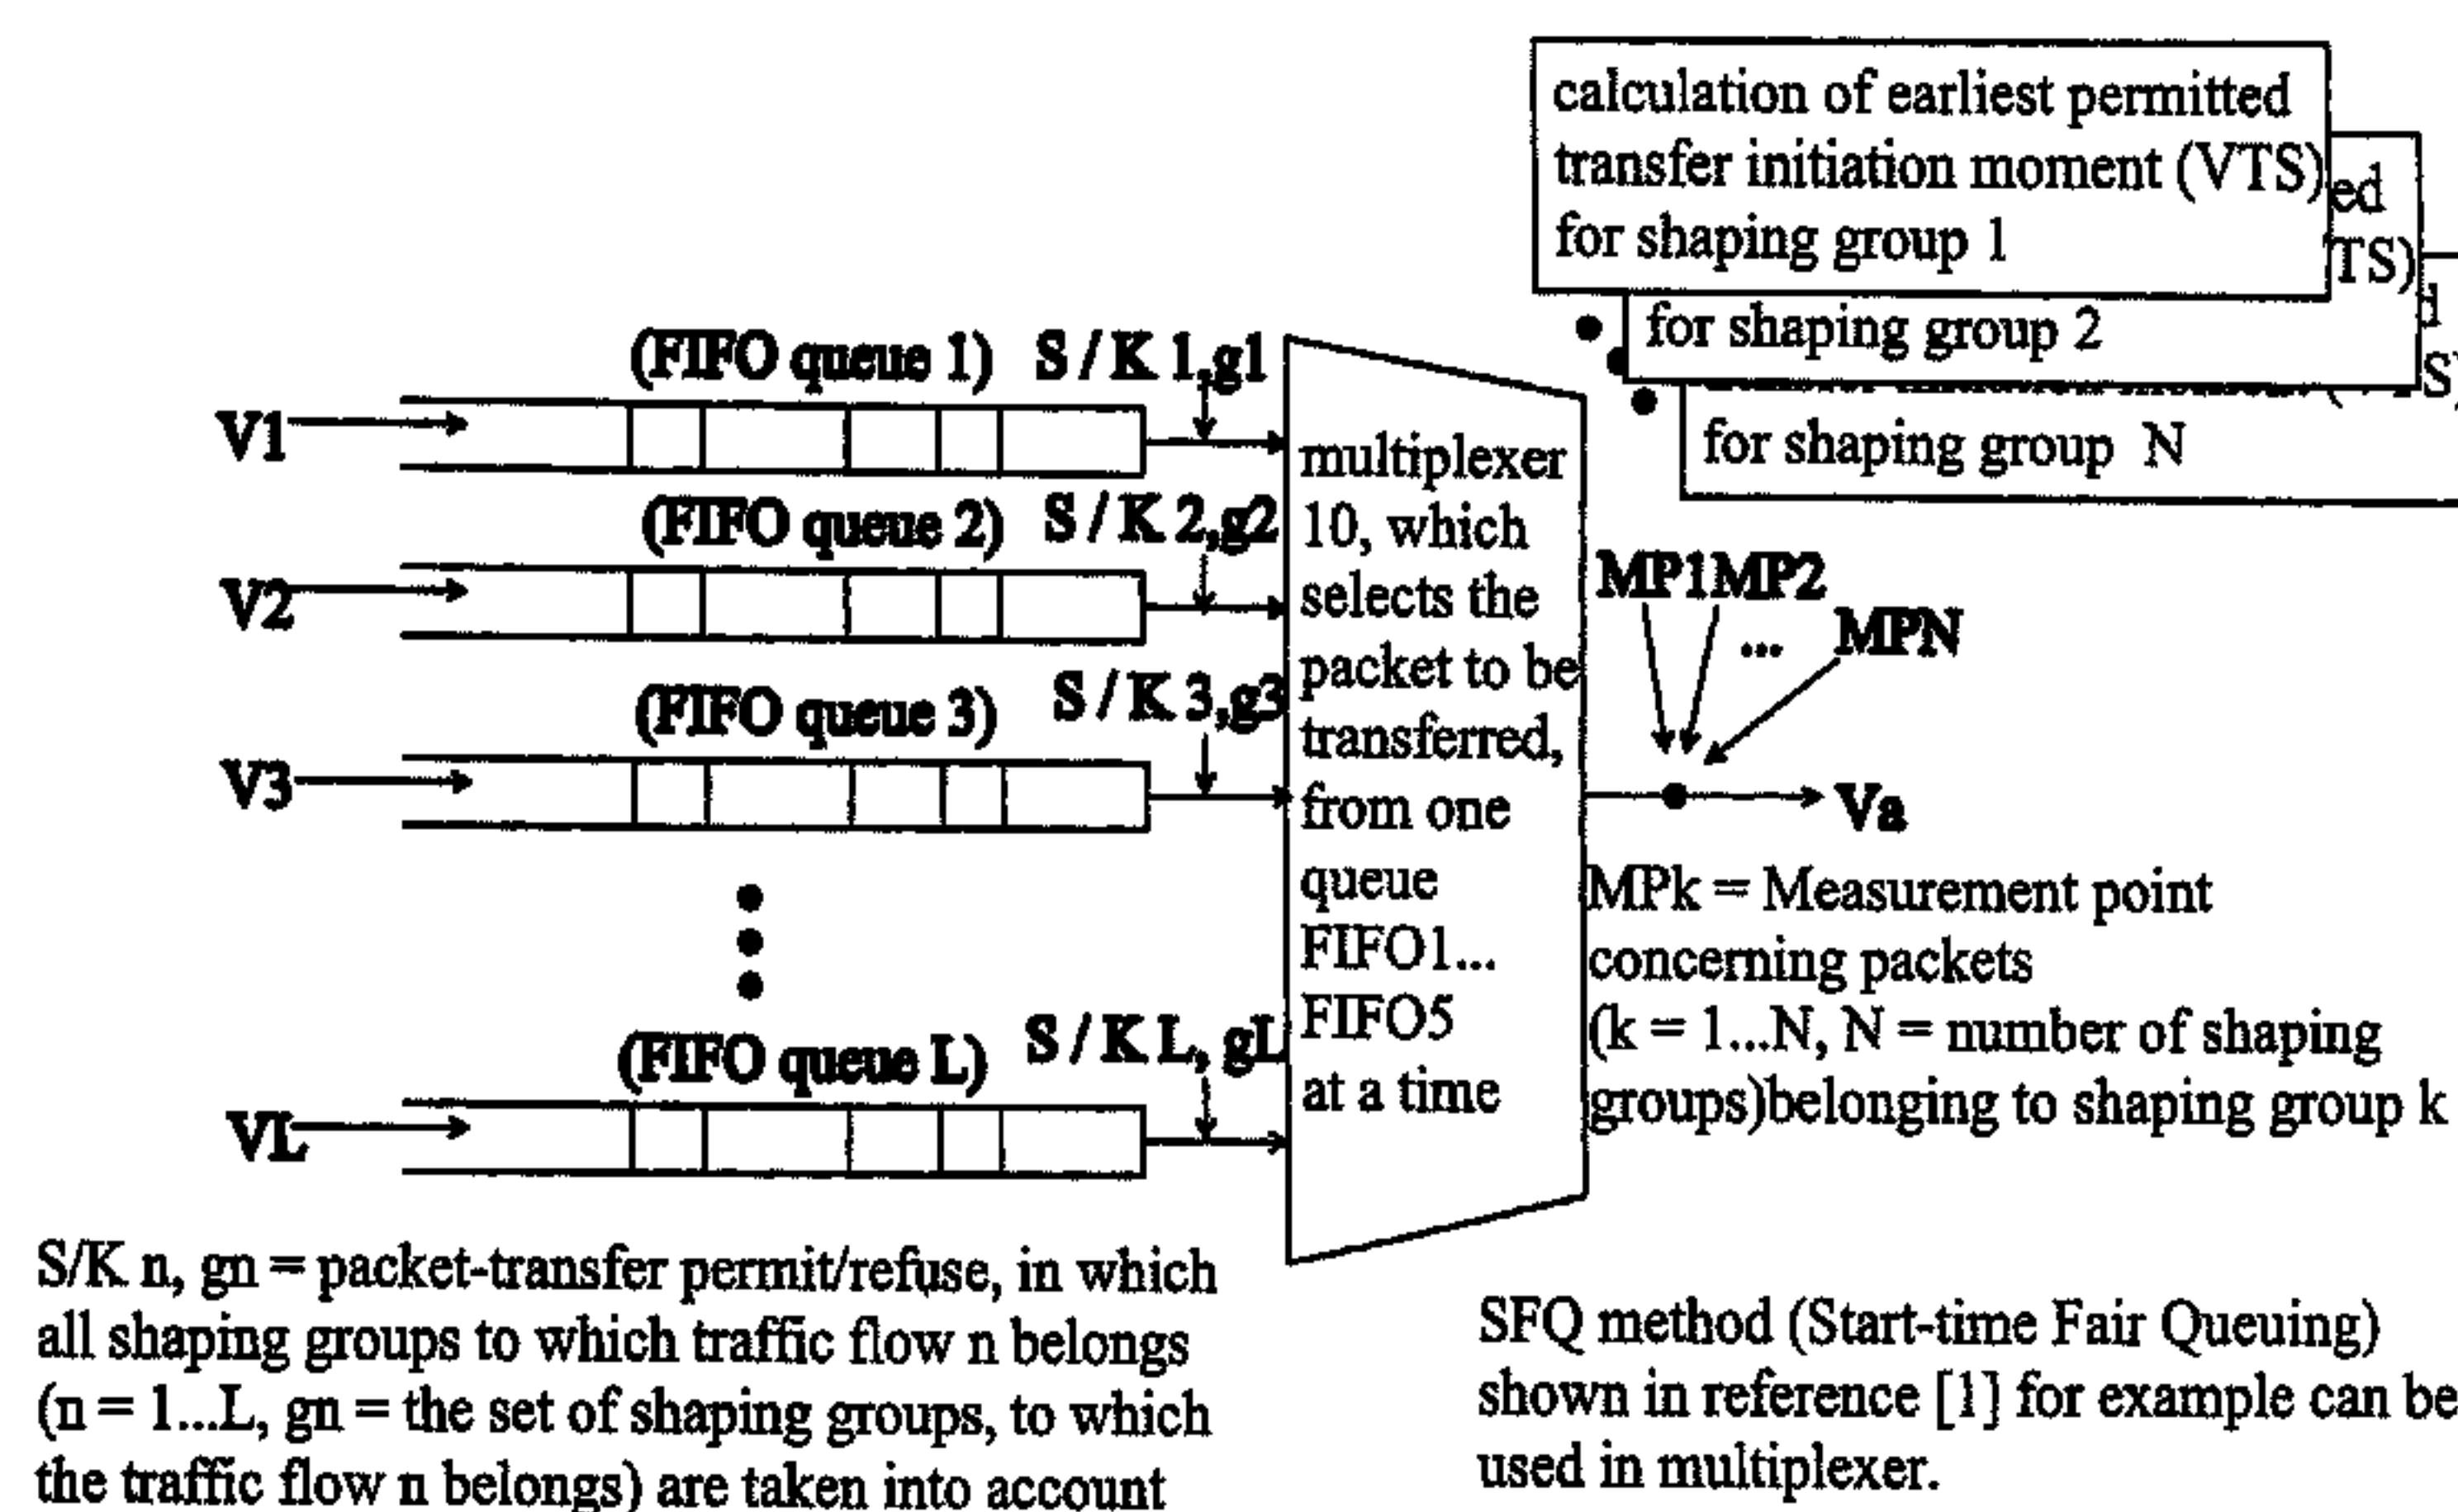 calculation of earliest permitted
transfer initiation moment (VTS)
for shaping group 1
ed
TS)
for shaping group 2
d
S)
for shaping group N
(FIFO queue 1)
S / K 1,g1
V1
(FIFO queue 2)
S / K 2,g2
V2
(FIFO queue 3)
S / K 3,g3
V3
(FIFO queue L)
S / K L, gL
VL
multiplexer
10, which
selects the
packet to be
transferred,
from one
queue
FIFO1...
FIFO5
at a time
MP1 MP2
... MPN
Va
MPk = Measurement point
concerning packets
(k = 1...N, N = number of shaping
groups)belonging to shaping group k
S/K n, gn = packet-transfer permit/refuse, in which
all shaping groups to which traffic flow n belongs
(n = 1...L, gn = the set of shaping groups, to which
the traffic flow n belongs) are taken into account
SFQ method (Start-time Fair Queuing)
shown in reference [1] for example can be
used in multiplexer.